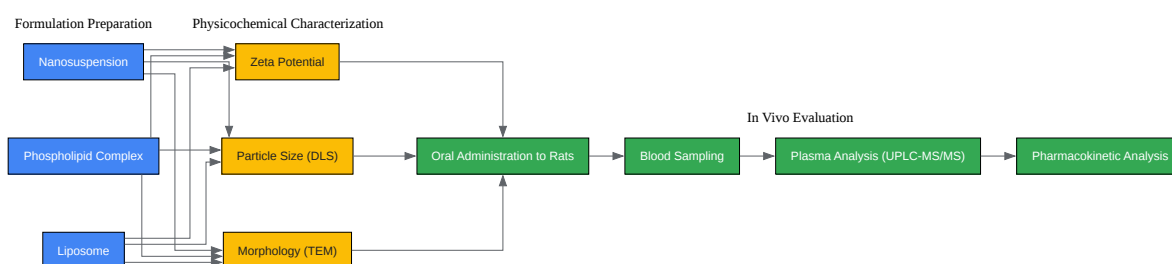 Formulation Preparation
Physicochemical Characterization
Nanosuspension
Zeta Potential
In Vivo Evaluation
Phospholipid Complex
Particle Size (DLS)
Oral Administration to Rats
Blood Sampling
Plasma Analysis (UPLC-MS/MS)
Pharmacokinetic Analysis
Liposome
Morphology (TEM)